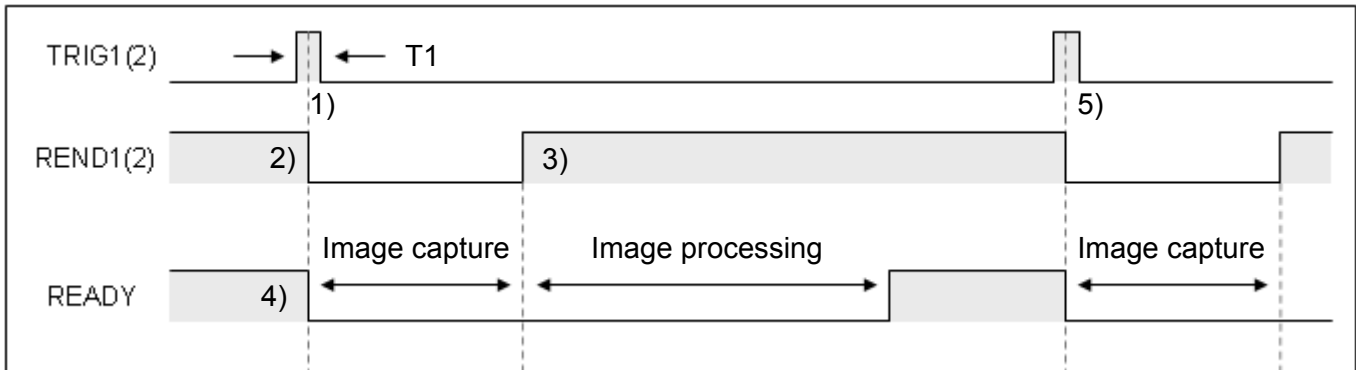 TRIG1(2) T1
1) 5)
REND1(2) 2) 3)
Image capture Image processing Image capture
READY 4)